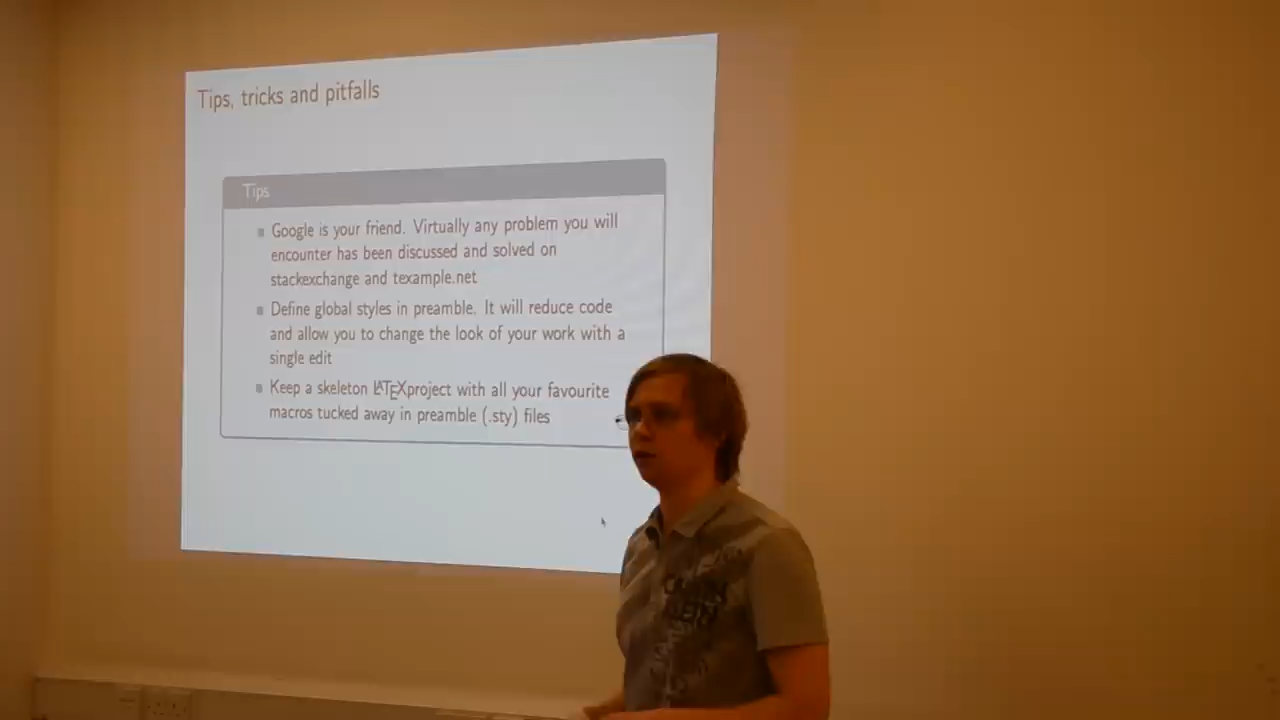 Tips, tricks and pitfalls
Tips
Google is your friend. Virtually any problem you will
encounter has been discussed and solved on
stackexchange and texample.net
Define global styles in preamble. It will reduce code
and allow you to change the look of your work with a
single edit
Keep a skeleton LATEXproject with all your favourite
macros tucked away in preamble (.sty) files